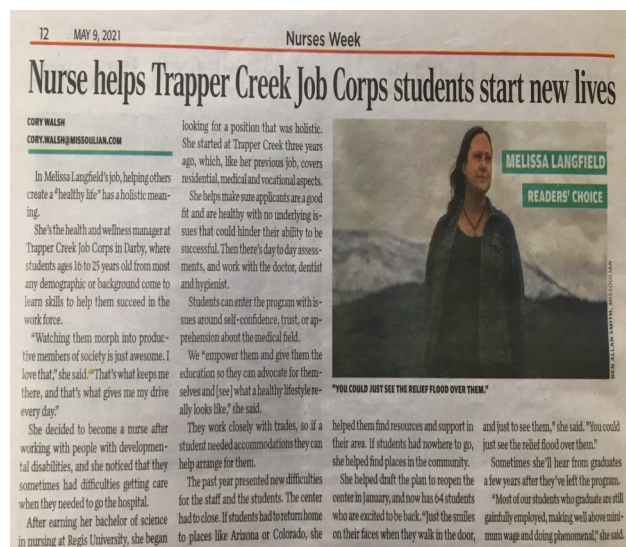 12 MAY 9, 2021 Nurses Week
Nurse helps Trapper Creek Job Corps students start new lives
CORY WALSH
CORY.WALSH@MISSOULIAN.COM
In Melissa Langfield's job, helping others
create a "healthy life" has a holistic mean-
ing.
She's the health and wellness manager at
Trapper Creek Job Corps in Darby, where
students ages 16 to 25 years old from most
any demographic or background come to
learn skills to help them succeed in the
work force.
"Watching them morph into produc-
tive members of society is just awesome. I
love that," she said. "That's what keeps me
there, and that's what gives me my drive
every day."
She decided to become a nurse after
working with people with developmen-
tal disabilities, and she noticed that they
sometimes had difficulties getting care
when they needed to go the hospital.
After earning her bachelor of science
in nursing at Regis University, she began
looking for a position that was holistic.
She started at Trapper Creek three years
ago, which, like her previous job, covers
residential, medical and vocational aspects.
She helps make sure applicants are a good
fit and are healthy with no underlying is-
sues that could hinder their ability to be
successful. Then there's day to day assess-
ments, and work with the doctor, dentist
and hygienist.
Students can enter the program with is-
sues around self-confidence, trust, or ap-
prehension about the medical field.
We "empower them and give them the
education so they can advocate for them-
selves and [see] what a healthy lifestyle re-
ally looks like," she said.
They work closely with trades, so if a
student needed accommodations they can
help arrange for them.
The past year presented new difficulties
for the staff and the students. The center
had to close. If students had to return home
to places like Arizona or Colorado, she
MELISSA LANGFIELD
READERS' CHOICE
BEN ALLAN SMITH, MISSOULIAN
"YOU COULD JUST SEE THE RELIEF FLOOD OVER THEM."
helped them find resources and support in
their area. If students had nowhere to go,
she helped find places in the community.
She helped draft the plan to reopen the
center in January, and now has 64 students
who are excited to be back. "Just the smiles
on their faces when they walk in the door,
and just to see them," she said. "You could
just see the relief flood over them."
Sometimes she'll hear from graduates
a few years after they've left the program.
"Most of our students who graduate are still
gainfully employed, making well above mini-
mum wage and doing phenomenal," she said.